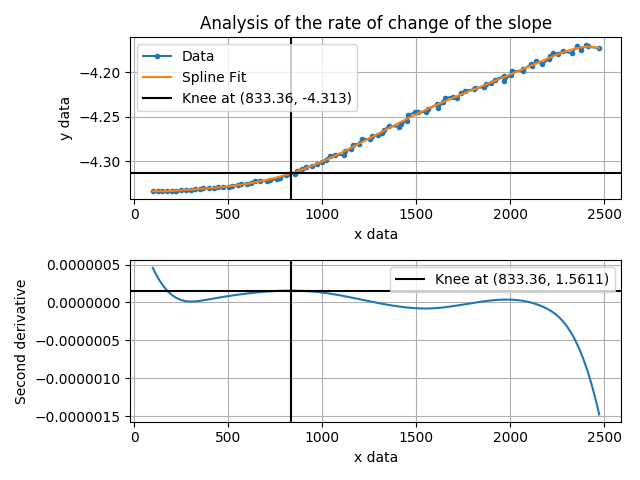 Analysis of the rate of change of the slope
Data
Spline Fit
Knee at (833.36, -4.313)
−4.20
−4.25
−4.30
y data
0 500 1000 1500 2000 2500
x data
Knee at (833.36, 1.5611)
0.0000005
0.0000000
−0.0000005
−0.0000010
−0.0000015
Second derivative
0 500 1000 1500 2000 2500
x data